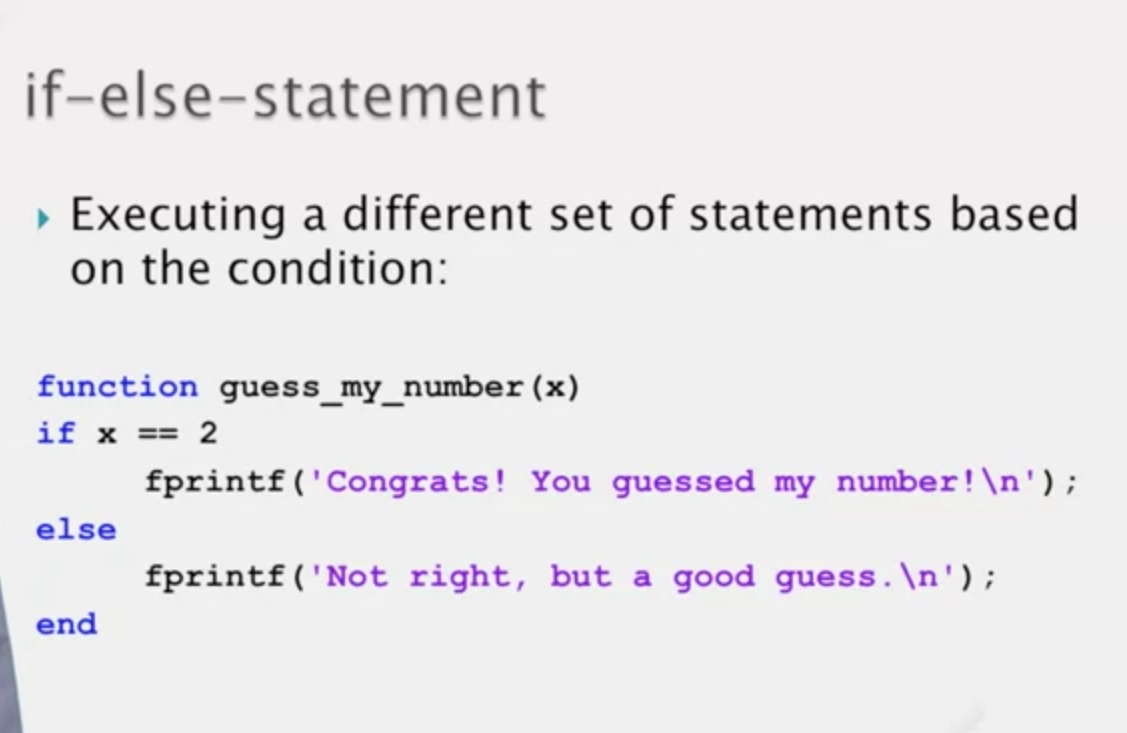 if-else-statement
Executing a different set of statements based
on the condition:
function guess_my_number(x)
if x == 2
fprintf('Congrats! You guessed my number!\n');
else
fprintf('Not right, but a good guess.\n');
end